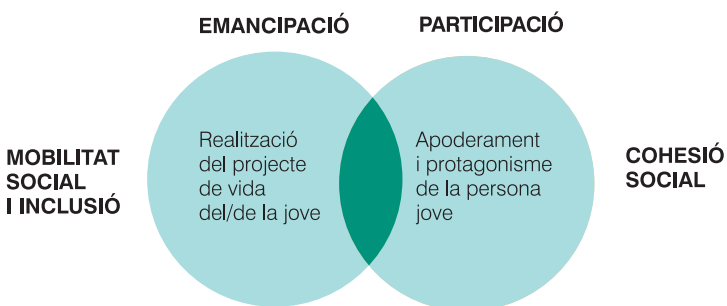 EMANCIPACIÓ
PARTICIPACIÓ
MOBILITAT
SOCIAL
I INCLUSIÓ
Realització
del projecte
de vida
del/de la jove
Apoderament
i protagonisme
de la persona
jove
COHESIÓ
SOCIAL